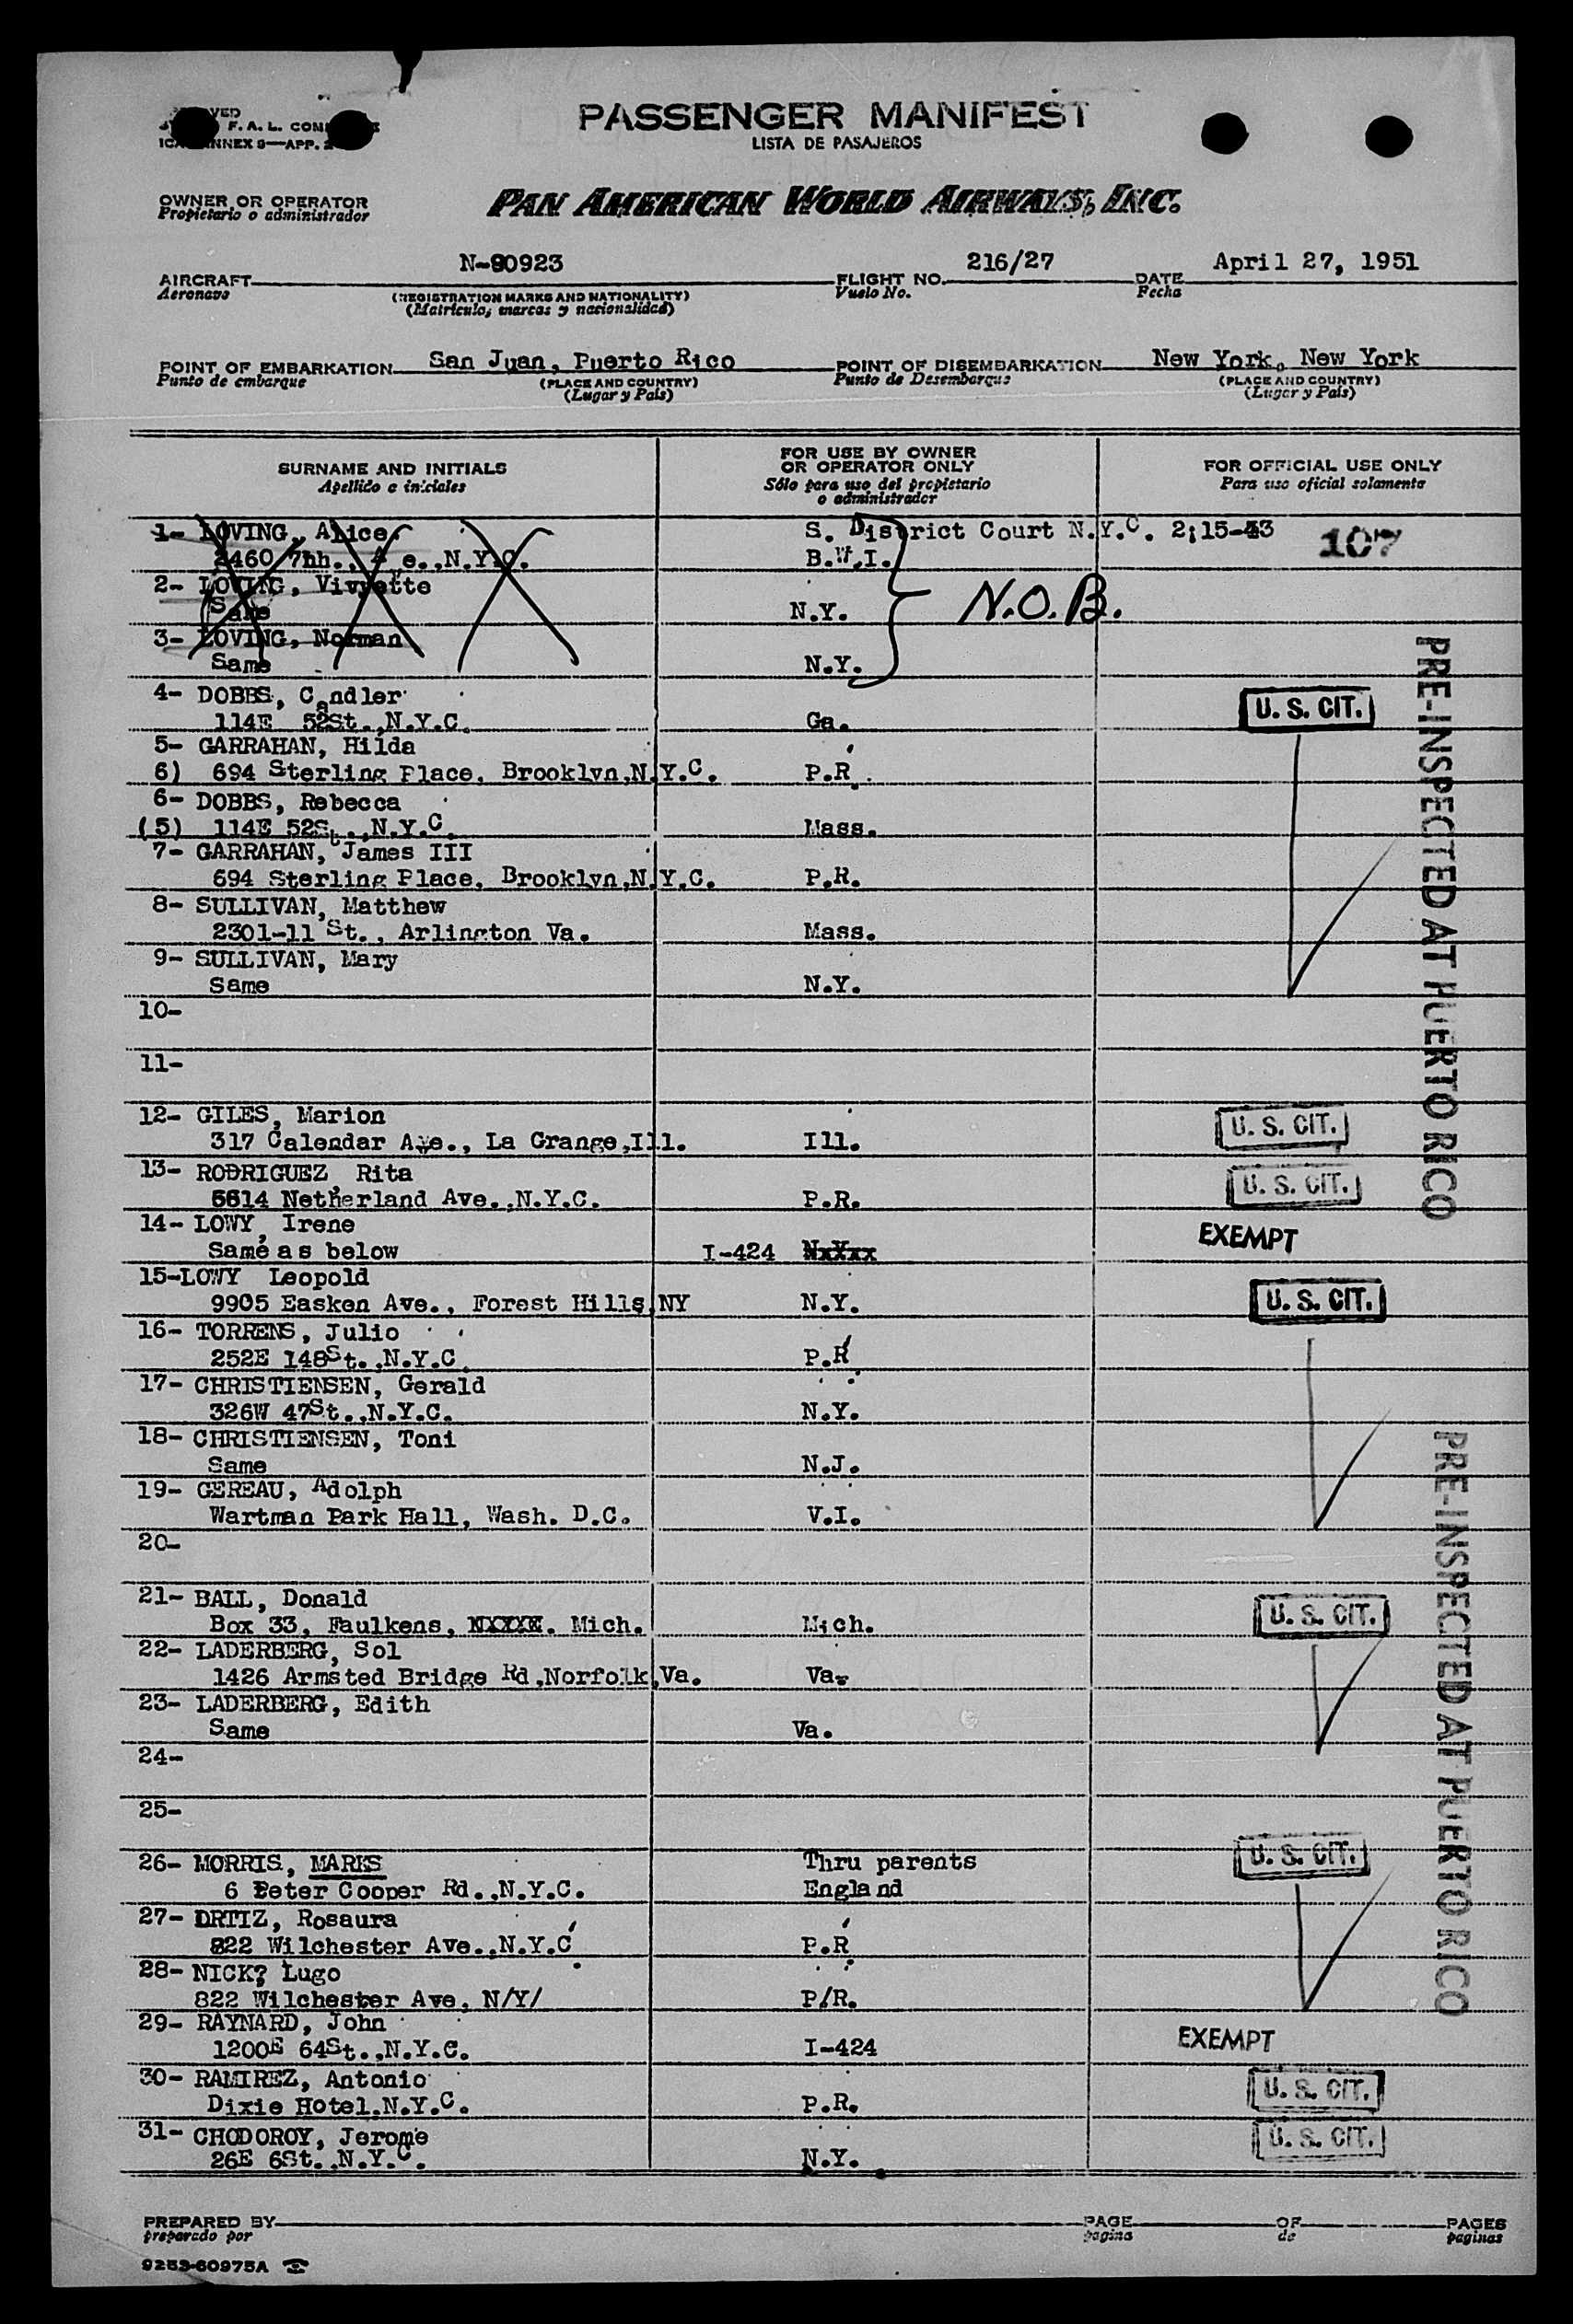 PASSENGER MANIFEST
LISTA DE PASAJEROS
F. A. L.
OWNER OR OPERATOR
Propietario o administrador
PAN AMERICAN WORLD AIRWAYS, INC.
AIRCRAFT N-90923 FLIGHT NO. 216/27 DATE April 27, 1951
Aeronave (REGISTRATION MARKS AND NATIONALITY) Vuelo No. Fecha
(Matriculo, marcas y nacionalidad)
POINT OF EMBARKATION San Juan, Puerto Rico POINT OF DISEMBARKATION New York, New York
Punto de embarque (PLACE AND COUNTRY) Punto de Desembarque (PLACE AND COUNTRY)
(Lugar y País) (Lugar y País)
SURNAME AND INITIALS FOR USE BY OWNER OR OPERATOR ONLY FOR OFFICIAL USE ONLY
Apellido e iniciales Sólo para uso del propietario o administrador Para uso oficial solamente
1- LOVING, Alice S. District Court N.Y.C. 2;15-43 107
2460 7hh., N.Y.C. B.W.I.
2- LOVING, Vivyette
Same N.Y. N.O.B.
3- LOVING, Norman
Same N.Y.
4- DOBBS, Candler U. S. CIT.
114E 52St.,N.Y.C. Ga.
5- GARRAHAN, Hilda
6) 694 Sterling Place, Brooklyn,N.Y.C. P.R.
6- DOBBS, Rebecca
(5) 114E 52St.,N.Y.C. Mass.
7- GARRAHAN, James III
694 Sterling Place, Brooklyn,N.Y.C. P.R.
8- SULLIVAN, Matthew
2301-11 St., Arlington Va. Mass.
9- SULLIVAN, Mary
Same N.Y.
10-
11-
PRE-INSPECTED AT PUERTO RICO
12- GILES, Marion U. S. CIT.
317 Calendar Ave., La Grange,Ill. Ill.
13- RODRIGUEZ, Rita U. S. CIT.
5614 Netherland Ave.,N.Y.C. P.R.
14- LOWY, Irene EXEMPT
Same as below I-424 NxYxx
15-LOWY Leopold U. S. CIT.
9905 Easken Ave., Forest Hills,NY N.Y.
16- TORRENS, Julio
252E 148St.,N.Y.C. P.R.
17- CHRISTIENSEN, Gerald
326W 47St.,N.Y.C. N.Y.
18- CHRISTIENSEN, Toni
Same N.J.
19- GEREAU, Adolph
Wartman Park Hall, Wash. D.C. V.I.
20-
21- BALL, Donald U. S. CIT.
Box 33, Faulkens, NXXXX. Mich. Mich.
22- LADERBERG, Sol
1426 Armsted Bridge Rd,Norfolk,Va. Va.
23- LADERBERG, Edith
Same Va.
24-
25-
PRE-INSPECTED AT PUERTO RICO
26- MORRIS, MARKS Thru parents U. S. CIT.
6 Peter Cooper Rd.,N.Y.C. England
27- ORTIZ, Rosaura
822 Wilchester Ave.,N.Y.C. P.R.
28- NICK? Lugo
822 Wilchester Ave, N/Y/ P/R.
29- RAYNARD, John EXEMPT
1200E 64St.,N.Y.C. I-424
30- RAMIREZ, Antonio U. S. CIT.
Dixie Hotel.N.Y.C. P.R.
31- CHODOROY, Jerome U. S. CIT.
26E 6St.,N.Y.C. N.Y.
PREPARED BY PAGE OF PAGES
preparado por pagina de paginas
9253-60975A